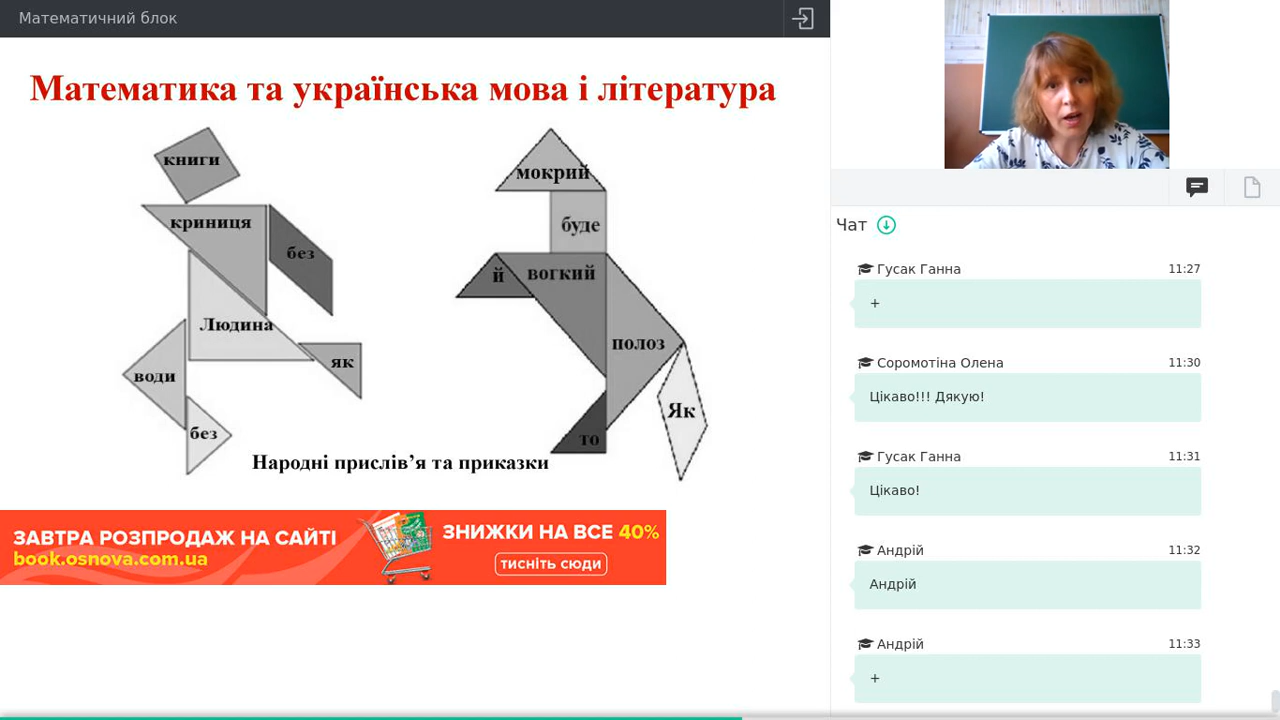 Математичний блок
Математика та українська мова і література
книги
криниця
без
Людина
як
води
без
мокрий
буде
й
вогкий
полоз
Як
то
Народні прислів’я та приказки
ЗАВТРА РОЗПРОДАЖ НА САЙТІ
book.osnova.com.ua
ЗНИЖКИ НА ВСЕ 40%
тисніть сюди
Чат
Гусак Ганна 11:27
+
Соромотіна Олена 11:30
Цікаво!!! Дякую!
Гусак Ганна 11:31
Цікаво!
Андрій 11:32
Андрій
Андрій 11:33
+